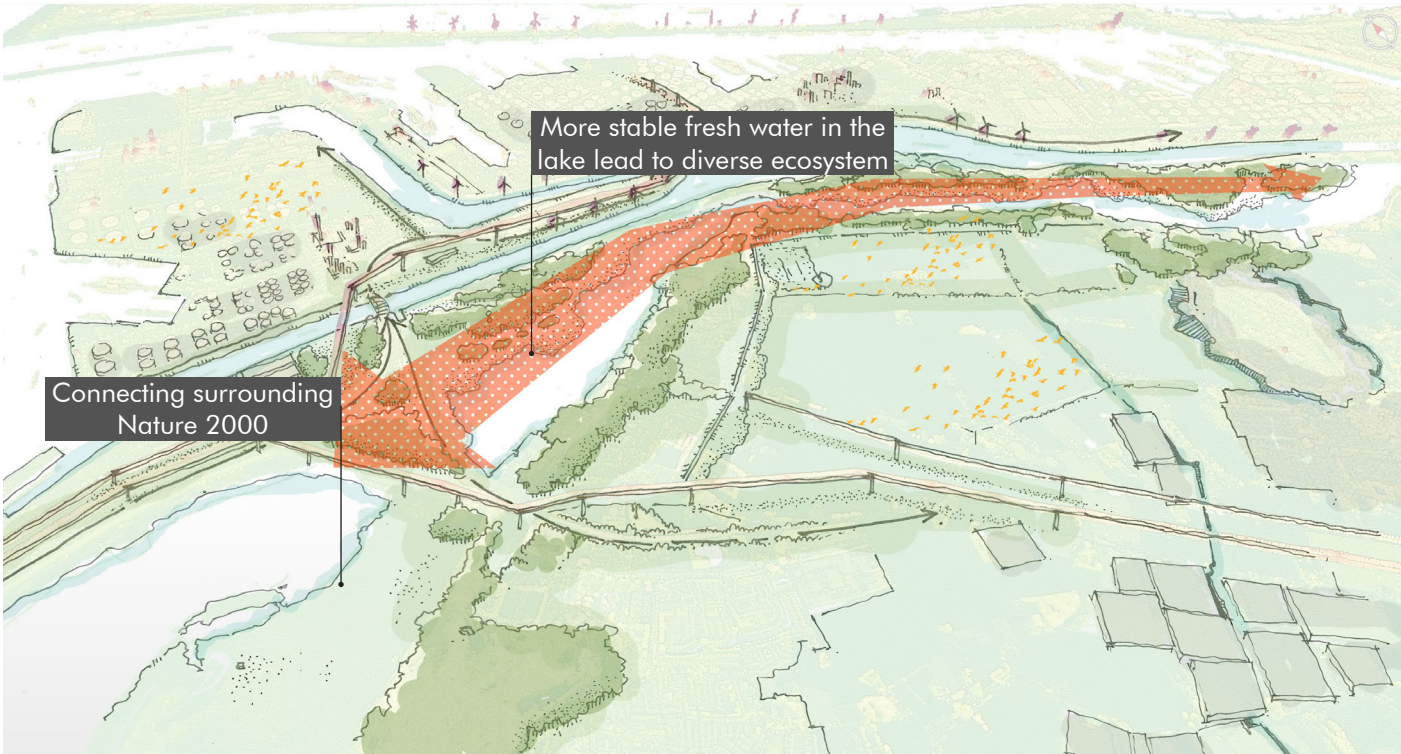 More stable fresh water in the
lake lead to diverse ecosystem
Connecting surrounding
Nature 2000